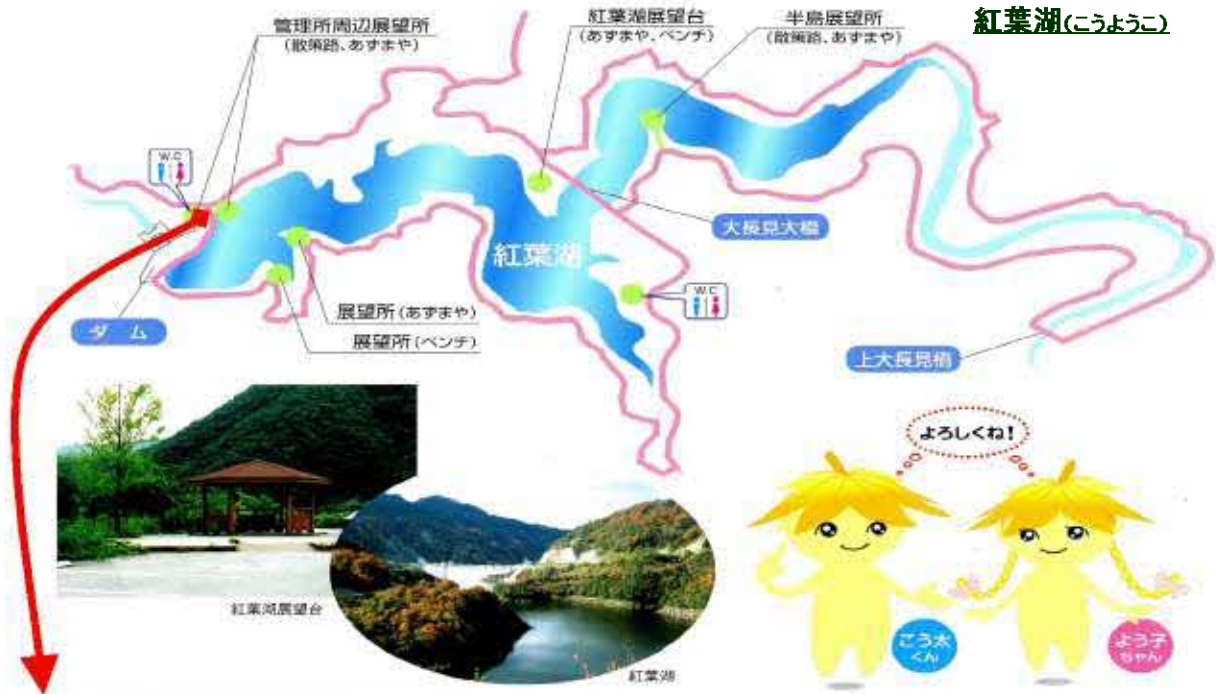 紅葉湖(こうようこ)
管理所周辺展望所
(散策路、あずまや)
紅葉湖展望台
(あずまや、ベンチ)
半島展望所
(散策路、あずまや)
W.C
大長見大橋
紅葉湖
W.C
展望所(あずまや)
展望所(ベンチ)
ダム
上大長見橋
よろしくね!
紅葉湖展望台
紅葉湖
こう太
くん
よう子
ちゃん